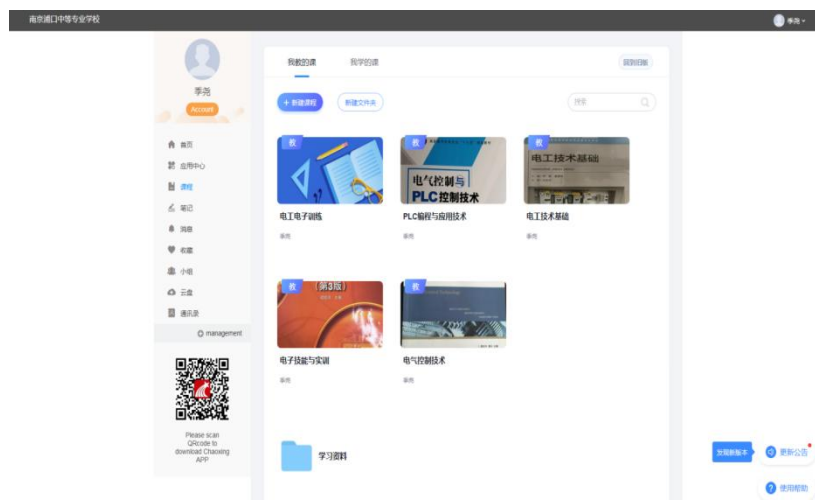 南京浦口中等专业学校
季尧
季尧
Account
首页
应用中心
课程
笔记
消息
收藏
小组
云盘
通讯录
management
Please scan
QRcode to
download Chaoxing
APP
我教的课
我学的课
回到旧版
+ 新建课程
新建文件夹
搜索
教
电工电子训练
季尧
教
电气控制与
PLC控制技术
PLC编程与应用技术
季尧
教
电工技术基础
电工技术基础
季尧
教
(第3版)
电子技能与实训
季尧
教
电气控制技术
季尧
学习资料
发现新版本
更新公告
使用帮助